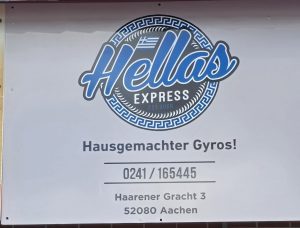 Hellas
EXPRESS
Hausgemachter Gyros!
0241 / 165445
Haarener Gracht 3
52080 Aachen